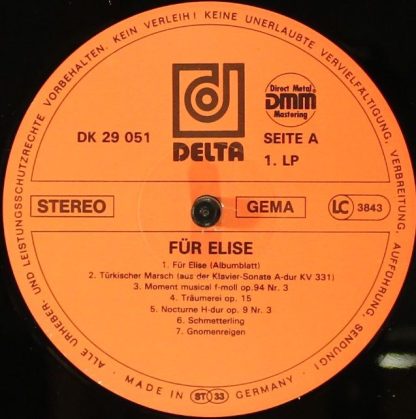 ALLE URHEBER- UND LEISTUNGSSCHUTZRECHTE VORBEHALTEN. KEIN VERLEIH! KEINE UNERLAUBTE VERVIELFÄLTIGUNG, VERMIETUNG, AUFFÜHRUNG, SENDUNG!
Direct Metal
DMM
Mastering
DK 29 051
DELTA
SEITE A
1. LP
STEREO
GEMA
LC 3843
FÜR ELISE
1. Für Elise (Albumblatt)
2. Türkischer Marsch (aus der Klavier-Sonate A-dur KV 331)
3. Moment musical f-moll op.94 Nr. 3
4. Träumerei op. 15
5. Nocturne H-dur op. 9 Nr. 3
6. Schmetterling
7. Gnomenreigen
MADE IN ST 33 GERMANY